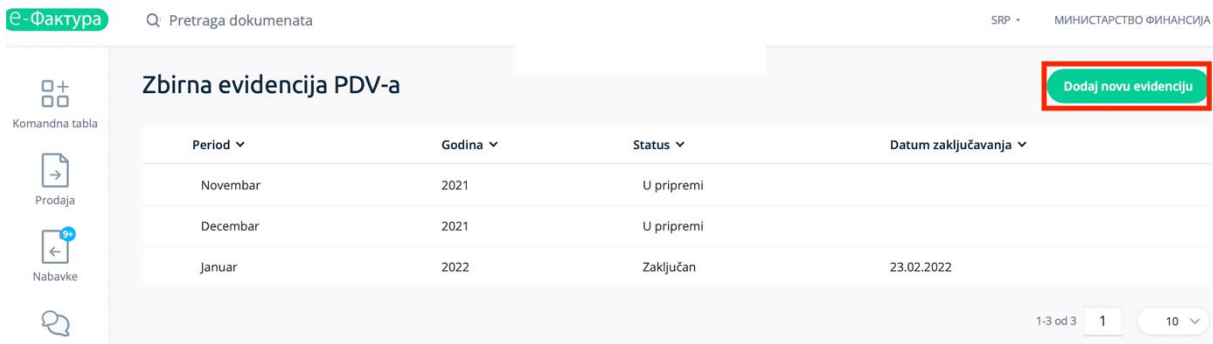 е-Фактура
Pretraga dokumenata
SRP
МИНИСТАРСТВО ФИНАНСИЈА
Komandna tabla
Prodaja
9+
Nabavke
Zbirna evidencija PDV-a
Dodaj novu evidenciju
Period Godina Status Datum zaključavanja
Novembar 2021 U pripremi
Decembar 2021 U pripremi
Januar 2022 Zaključan 23.02.2022
1-3 od 3 1 10